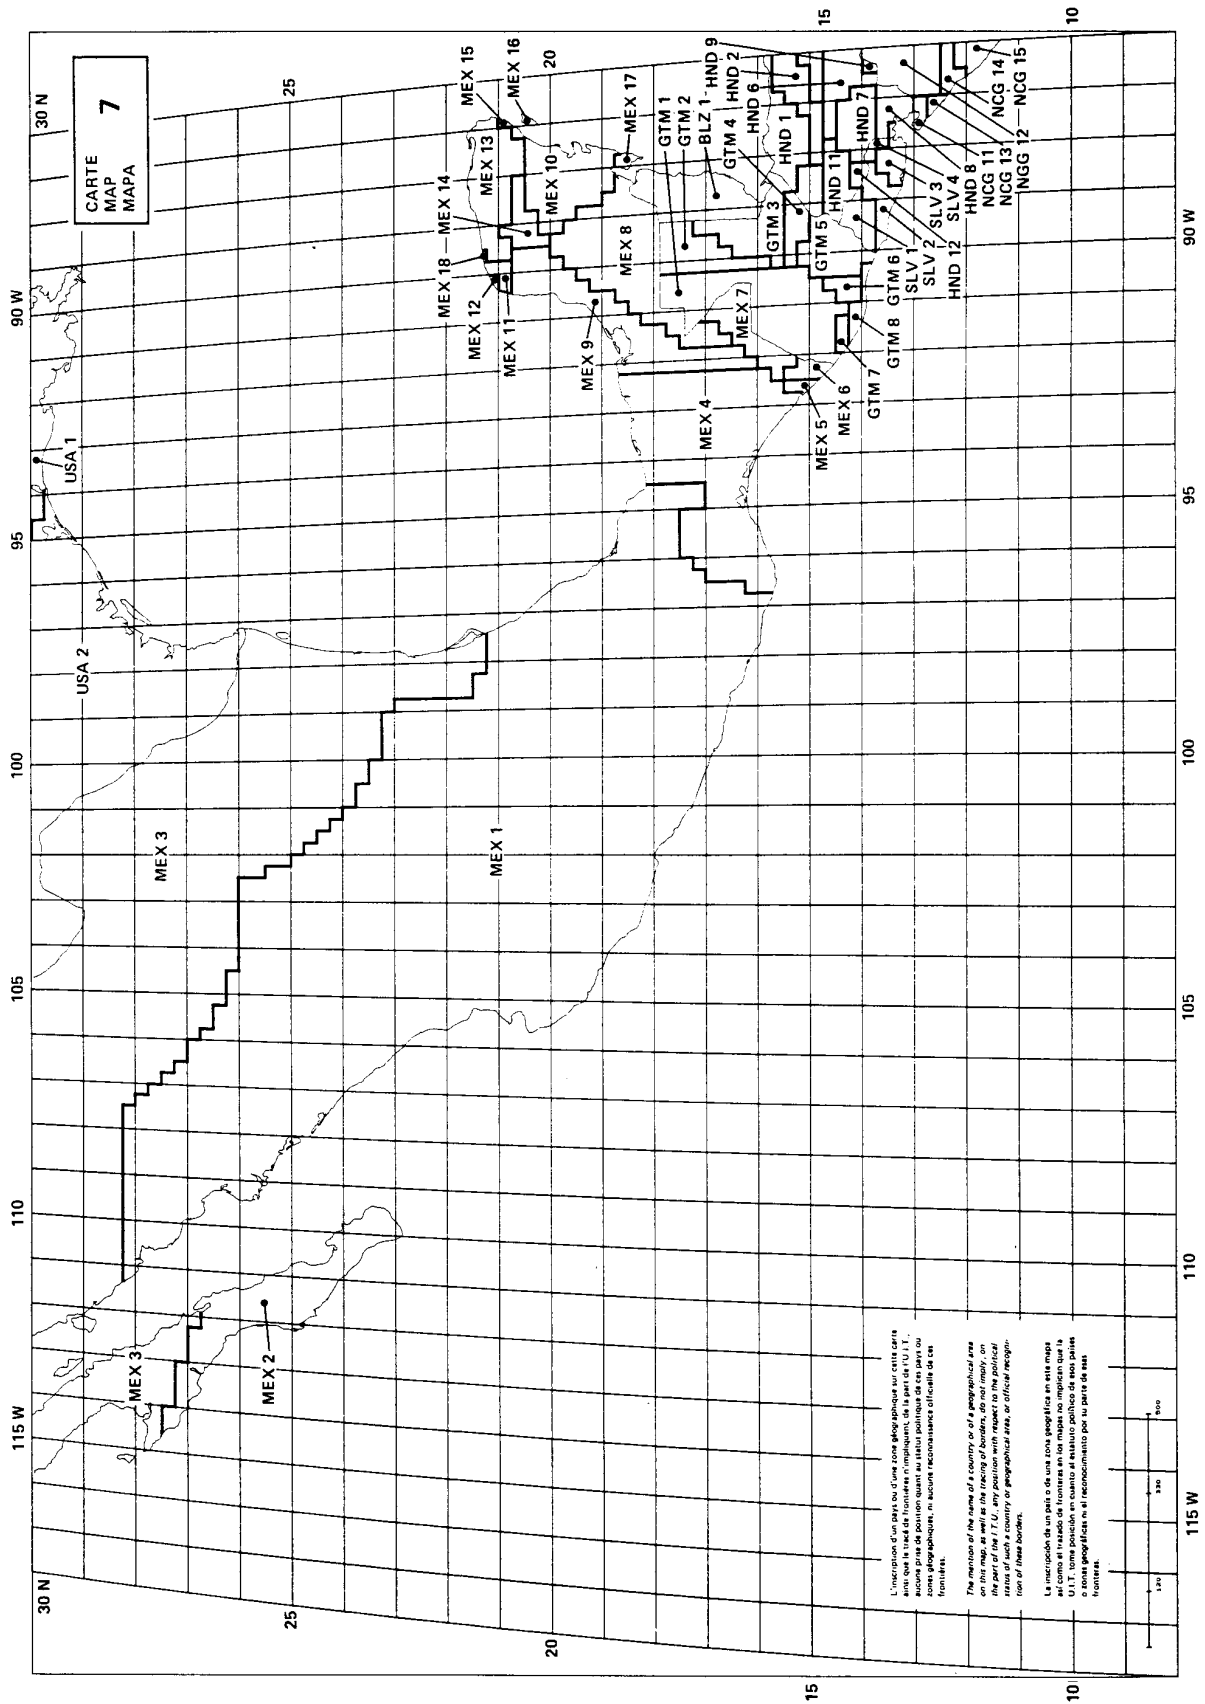 CARTE
MAP
MAPA
7
30 N
25
20
15
10
90 W
95
100
105
110
115 W
30 N
25
20
15
10
90 W
95
100
105
110
115 W
USA 1
USA 2
MEX 3
MEX 1
MEX 3
MEX 2
MEX 15
MEX 16
MEX 13
MEX 14
MEX 18
MEX 12
MEX 11
MEX 10
MEX 17
MEX 9
MEX 8
MEX 7
MEX 4
MEX 5
MEX 6
GTM 1
GTM 2
BLZ 1
GTM 4
GTM 3
GTM 5
GTM 6
GTM 8
GTM 7
HND 9
HND 2
HND 6
HND 1
HND 7
HND 11
SLV 1
SLV 2
HND 12
SLV 3
SLV 4
HND 8
NCG 11
NCG 13
NGG 12
NCG 14
NCG 15
L'inscription d'un pays ou d'une zone géographique sur cette carte
ainsi que le tracé de frontières n'impliquent, de la part de l'U.I.T.,
aucune prise de position quant au statut politique de ces pays ou
zones géographiques, ni aucune reconnaissance officielle de ces
frontières.
The mention of the name of a country or of a geographical area
on this map, as well as the tracing of borders, do not imply, on
the part of the I.T.U., any position with respect to the political
status of such a country or geographical area, or official recogni-
tion of these borders.
La inscripción de un país o de una zona geográfica en este mapa
así como el trazado de fronteras en los mapas no implican que la
U.I.T. tome posición en cuanto al estatuto político de esos países
o zonas geográficas ni el reconocimiento por su parte de esas
fronteras.